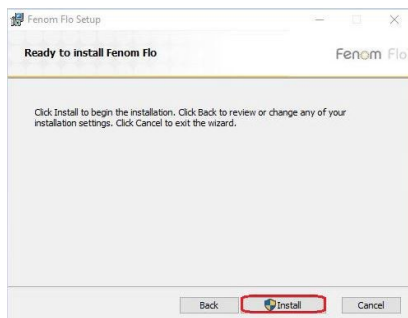 Fenom Flo Setup
Ready to install Fenom Flo
Fenom Flo
Click Install to begin the installation. Click Back to review or change any of your
installation settings. Click Cancel to exit the wizard.
Back
Install
Cancel